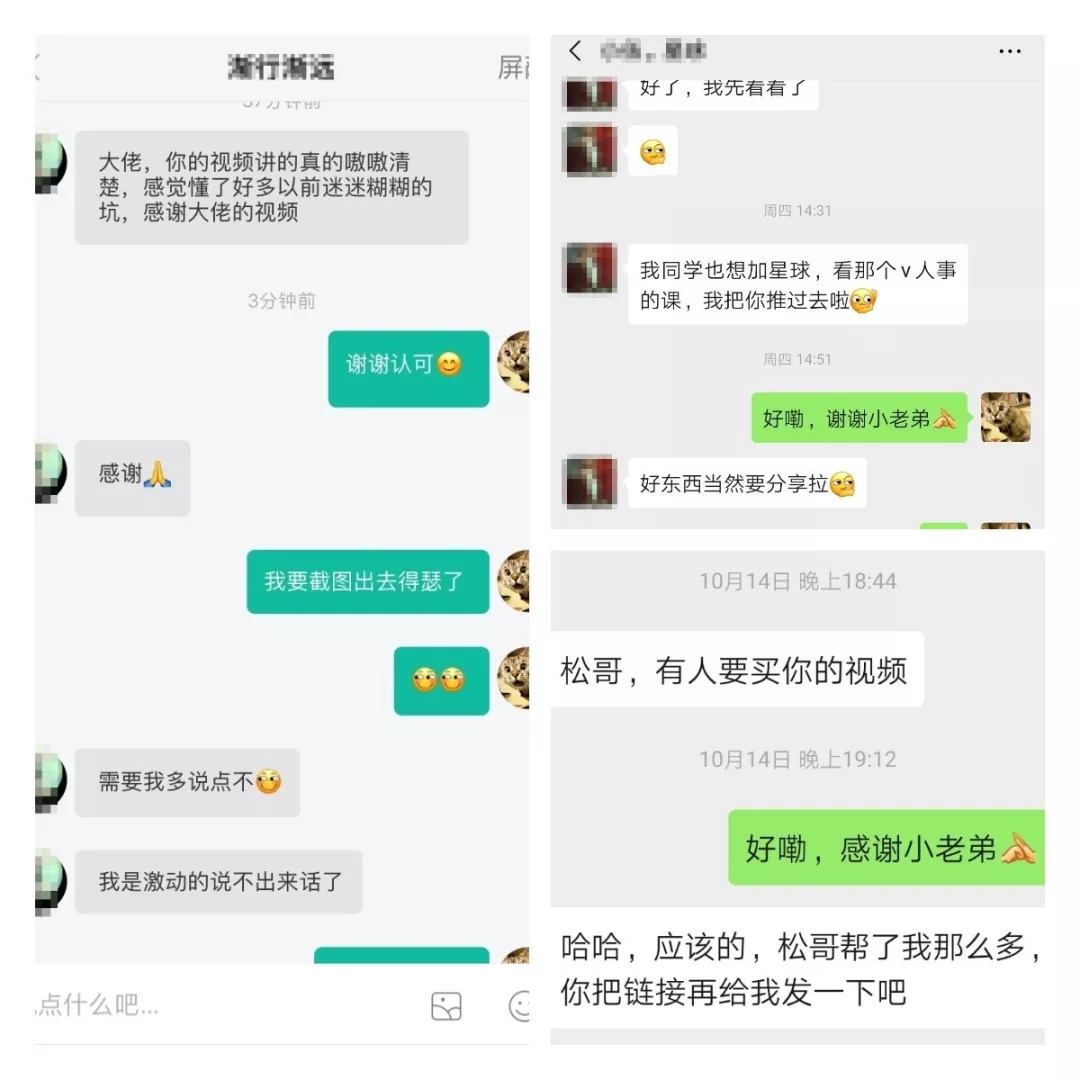 渐行渐远
屏
57分钟前
大佬，你的视频讲的真的嗷嗷清
楚，感觉懂了好多以前迷迷糊糊的
坑，感谢大佬的视频
3分钟前
谢谢认可😊
感谢🙏
我要截图出去得瑟了
需要我多说点不
我是激动的说不出来话了
点什么吧...
好了，我先看看了
周四 14:31
我同学也想加星球，看那个v人事
的课，我把你推过去啦
周四 14:51
好嘞，谢谢小老弟
好东西当然要分享拉
10月14日 晚上18:44
松哥，有人要买你的视频
10月14日 晚上19:12
好嘞，感谢小老弟
哈哈，应该的，松哥帮了我那么多，
你把链接再给我发一下吧